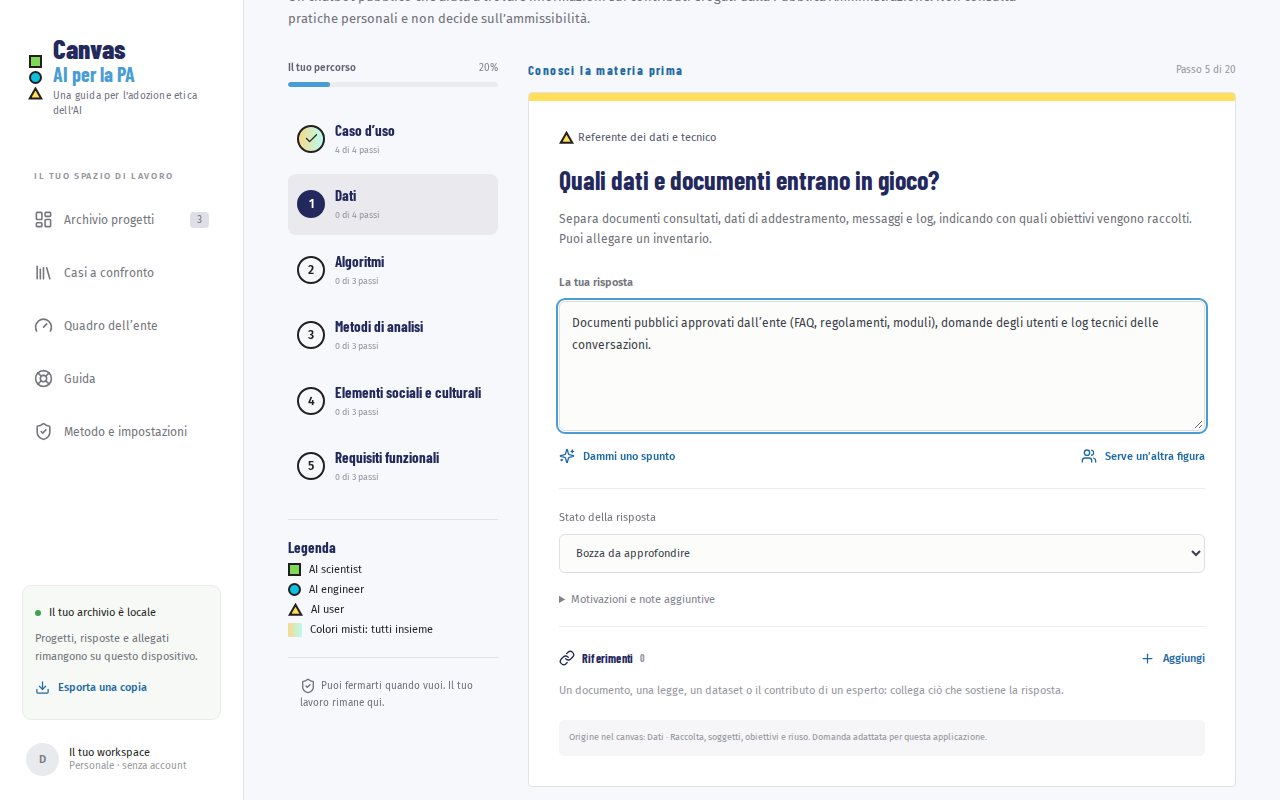 Canvas
AI per la PA
Una guida per l'adozione etica
dell'AI
IL TUO SPAZIO DI LAVORO
Archivio progetti
3
Casi a confronto
Quadro dell'ente
Guida
Metodo e impostazioni
Il tuo archivio è locale
Progetti, risposte e allegati
rimangono su questo dispositivo.
Esporta una copia
D
Il tuo workspace
Personale · senza account
pratiche personali e non decide sull'ammissibilità.
Il tuo percorso
20%
Caso d'uso
4 di 4 passi
1
Dati
0 di 4 passi
2
Algoritmi
0 di 3 passi
3
Metodi di analisi
0 di 3 passi
4
Elementi sociali e culturali
0 di 3 passi
5
Requisiti funzionali
0 di 3 passi
Legenda
AI scientist
AI engineer
AI user
Colori misti: tutti insieme
Puoi fermarti quando vuoi. Il tuo
lavoro rimane qui.
Conosci la materia prima
Passo 5 di 20
Referente dei dati e tecnico
Quali dati e documenti entrano in gioco?
Separa documenti consultati, dati di addestramento, messaggi e log, indicando con quali obiettivi vengono raccolti.
Puoi allegare un inventario.
La tua risposta
Documenti pubblici approvati dall'ente (FAQ, regolamenti, moduli), domande degli utenti e log tecnici delle
conversazioni.
Dammi uno spunto
Serve un'altra figura
Stato della risposta
Bozza da approfondire
Motivazioni e note aggiuntive
Riferimenti 0
Aggiungi
Un documento, una legge, un dataset o il contributo di un esperto: collega ciò che sostiene la risposta.
Origine nel canvas: Dati · Raccolta, soggetti, obiettivi e riuso. Domanda adattata per questa applicazione.